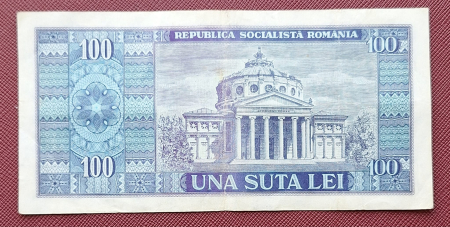 REPUBLICA SOCIALISTĂ ROMÂNIA
100 100
100 100
UNA SUTA LEI